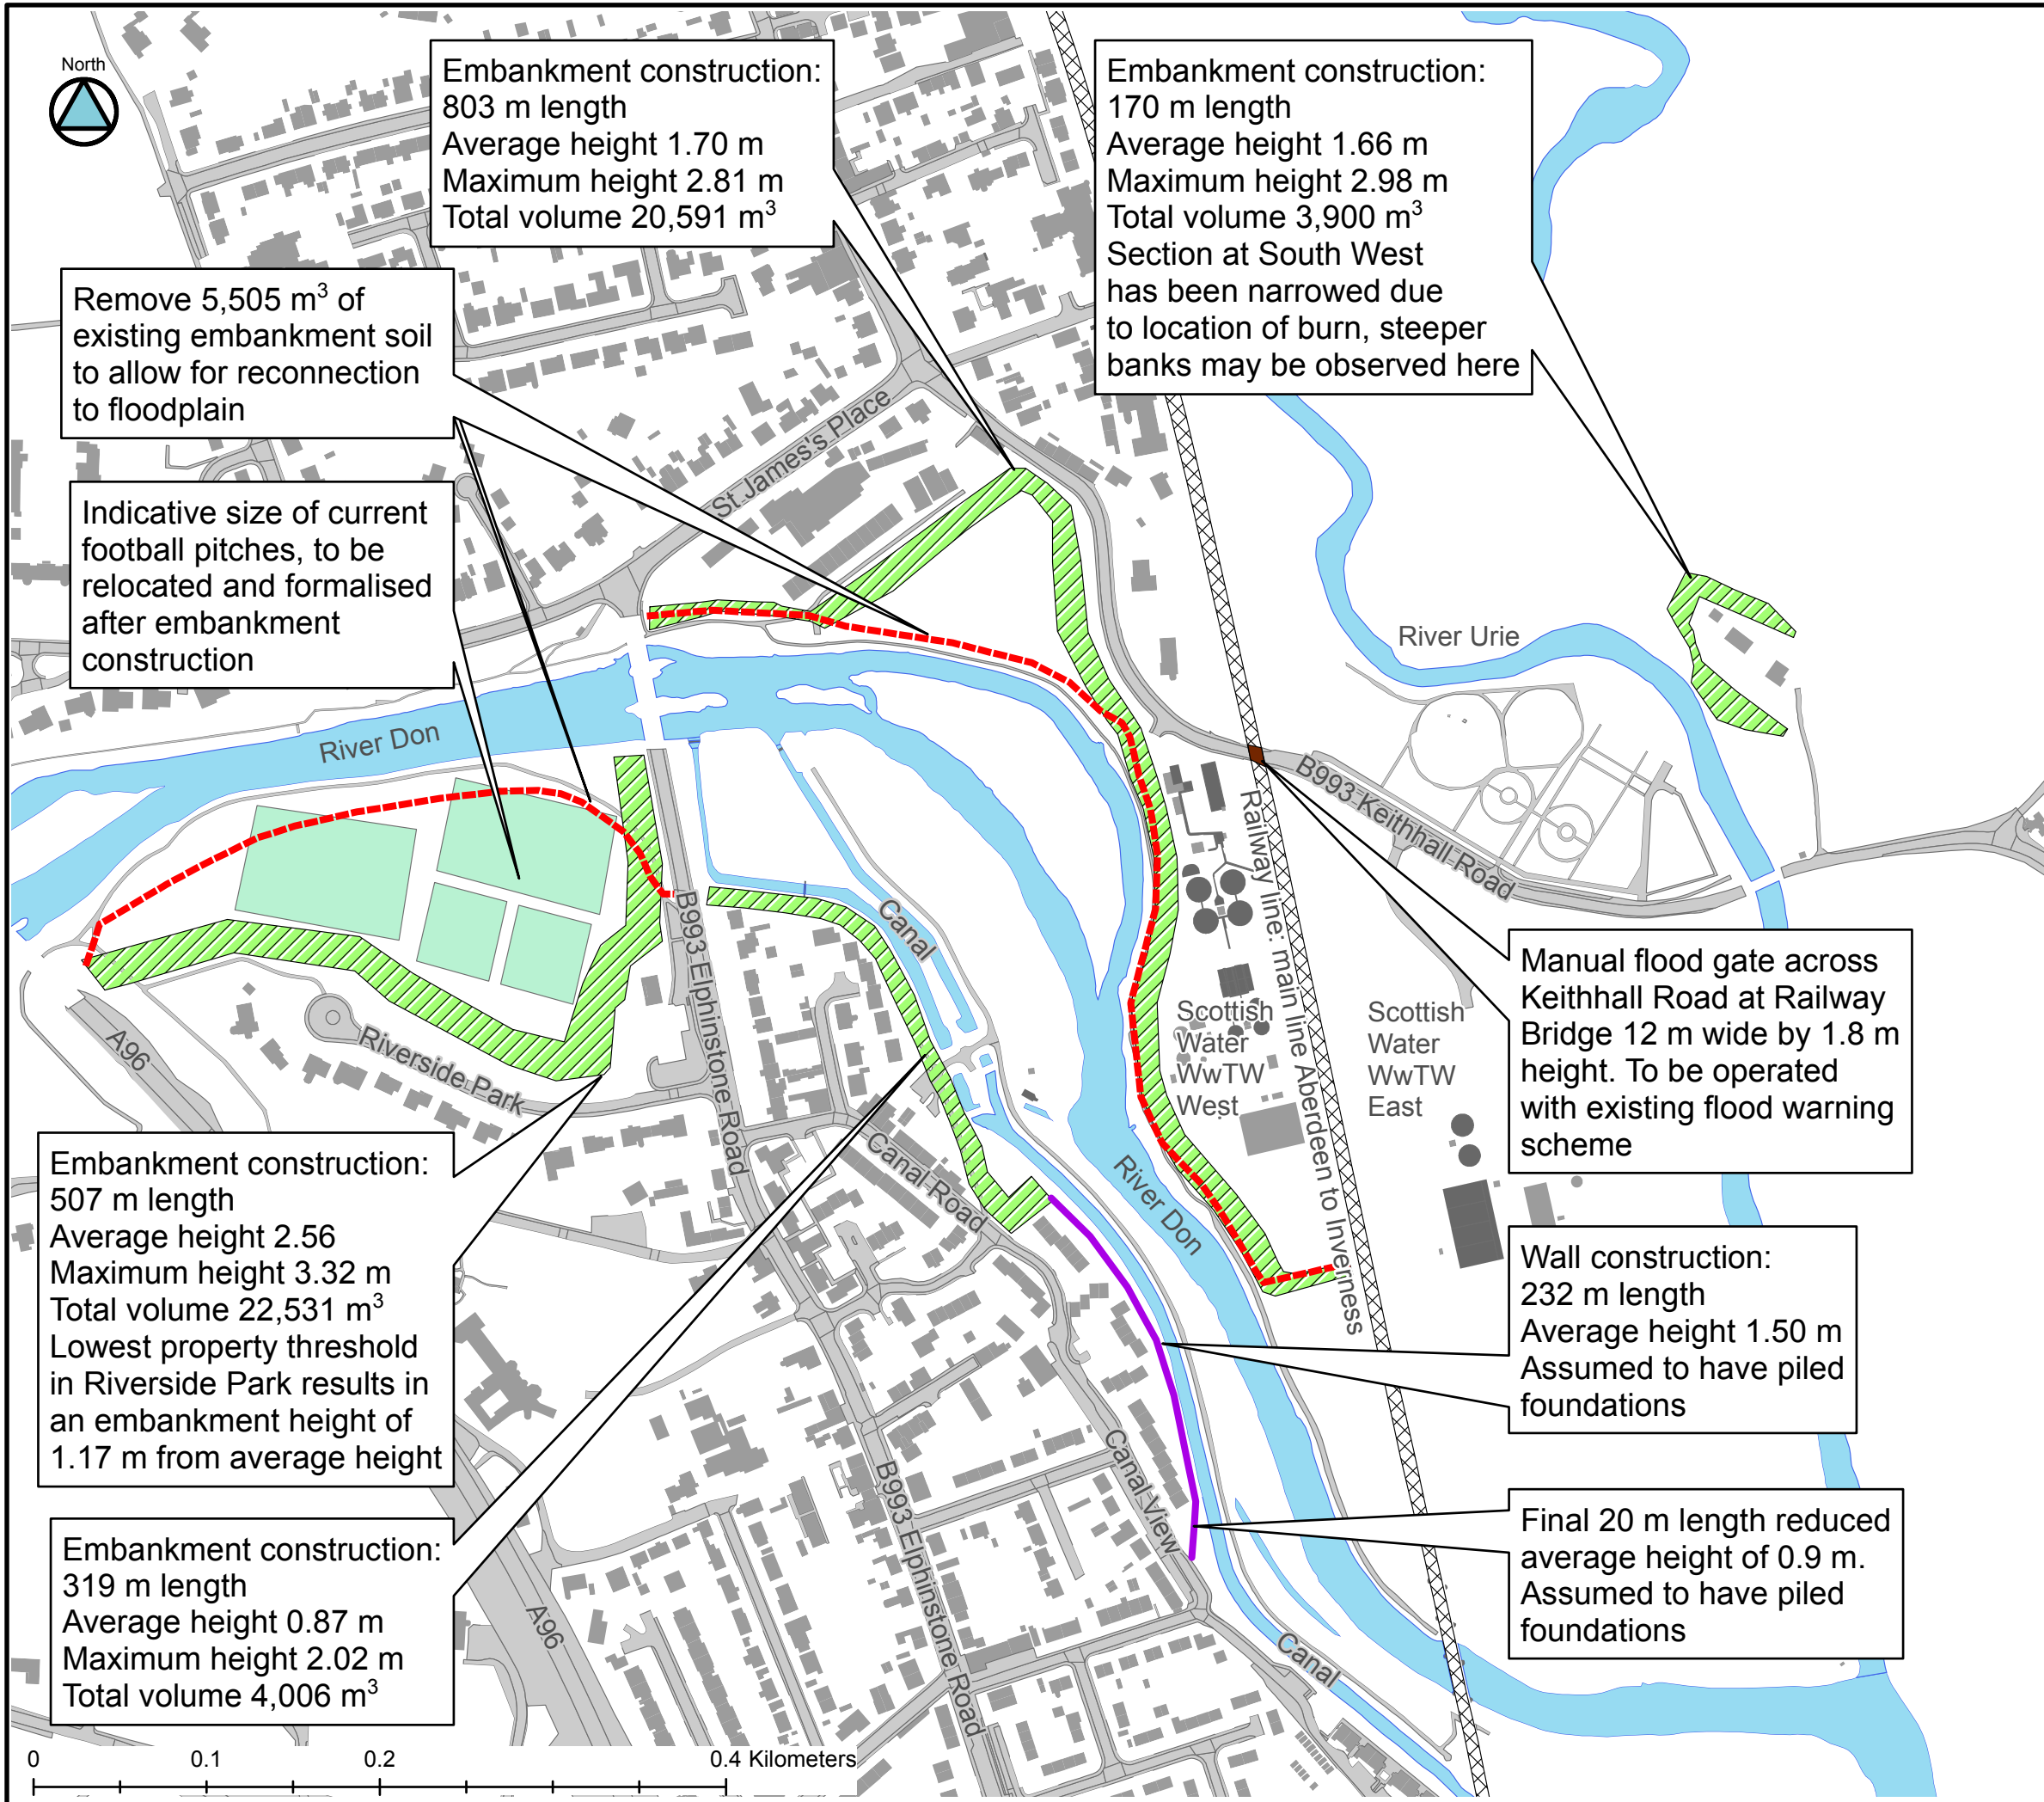 North
Embankment construction:
803 m length
Average height 1.70 m
Maximum height 2.81 m
Total volume 20,591 m³
Embankment construction:
170 m length
Average height 1.66 m
Maximum height 2.98 m
Total volume 3,900 m³
Section at South West
has been narrowed due
to location of burn, steeper
banks may be observed here
Remove 5,505 m³ of
existing embankment soil
to allow for reconnection
to floodplain
St James's Place
Indicative size of current
football pitches, to be
relocated and formalised
after embankment
construction
River Urie
River Don
B993 Keithhall Road
Railway line: main line Aberdeen to Inverness
B993 Elphinstone Road
Canal
Manual flood gate across
Keithhall Road at Railway
Bridge 12 m wide by 1.8 m
height. To be operated
with existing flood warning
scheme
Scottish
Water
WwTW
West
Scottish
Water
WwTW
East
A96
Riverside Park
Canal Road
River Don
Embankment construction:
507 m length
Average height 2.56
Maximum height 3.32 m
Total volume 22,531 m³
Lowest property threshold
in Riverside Park results in
an embankment height of
1.17 m from average height
Wall construction:
232 m length
Average height 1.50 m
Assumed to have piled
foundations
Canal View
B993 Elphinstone Road
Final 20 m length reduced
average height of 0.9 m.
Assumed to have piled
foundations
Embankment construction:
319 m length
Average height 0.87 m
Maximum height 2.02 m
Total volume 4,006 m³
A96
Canal
0 0.1 0.2 0.4 Kilometers